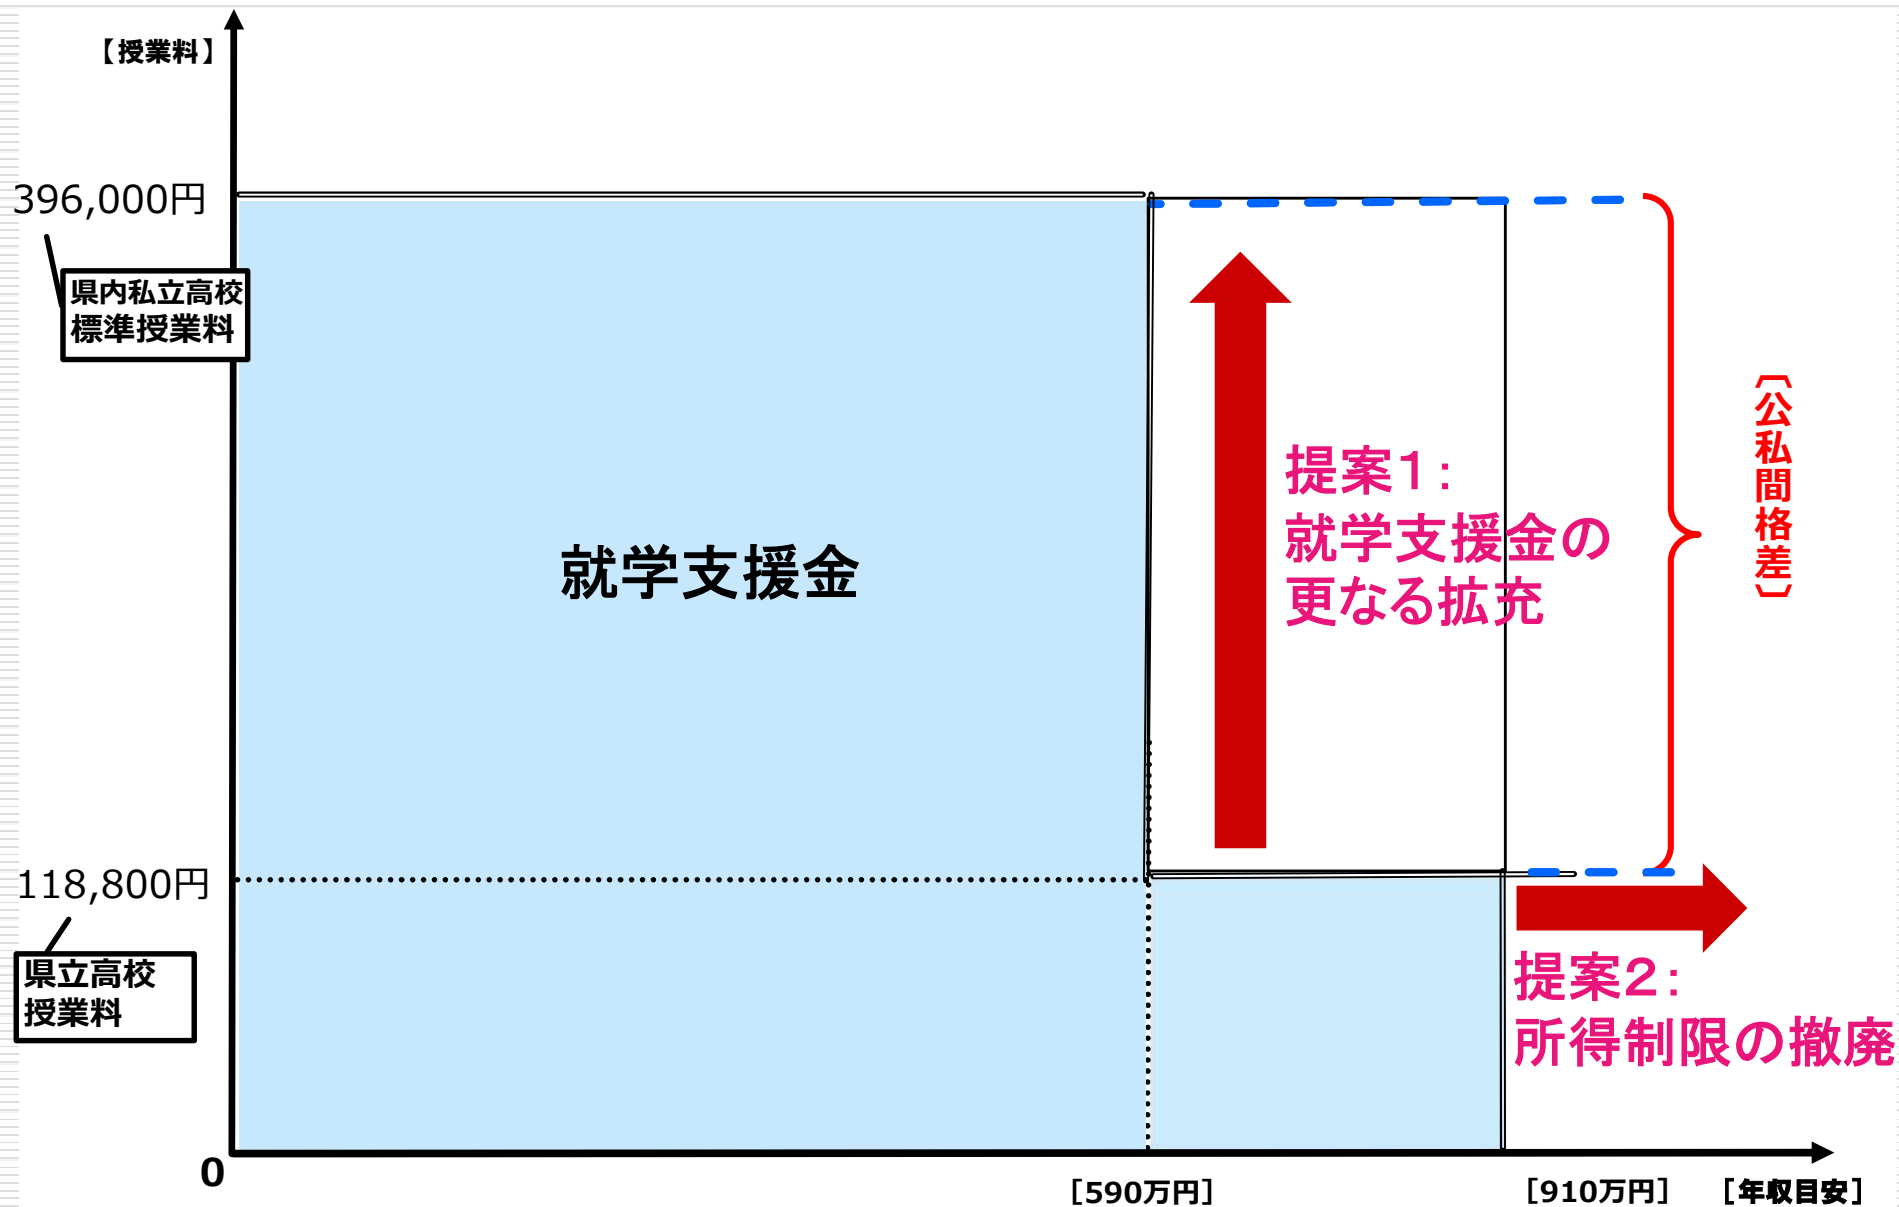 【授業料】
396,000円
県内私立高校
標準授業料
就学支援金
提案1：
就学支援金の
更なる拡充
〔公私間格差〕
118,800円
県立高校
授業料
提案2：
所得制限の撤廃
0
［590万円］
［910万円］
［年収目安］